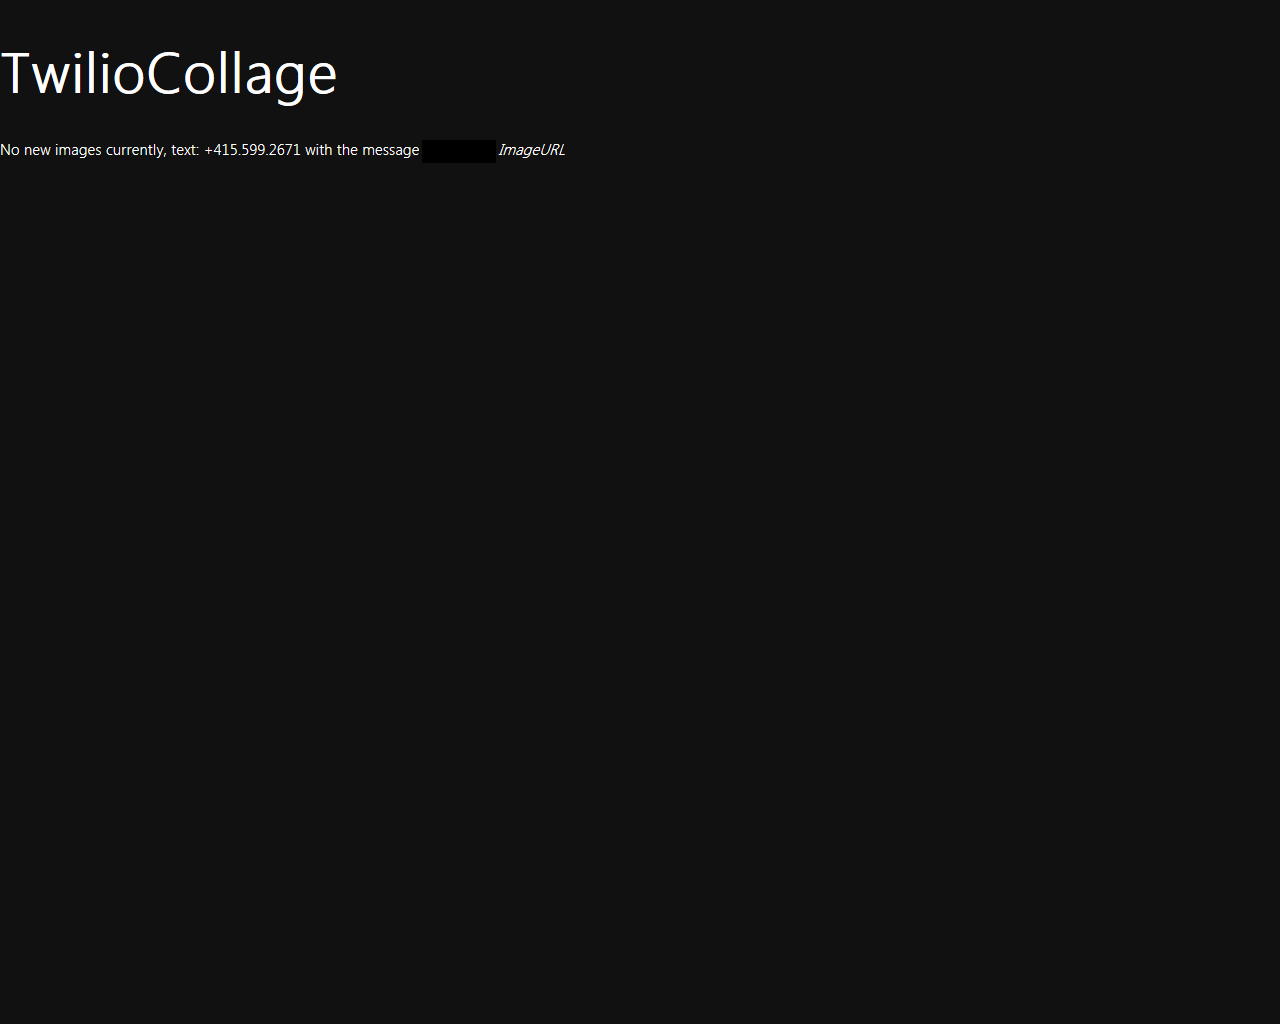 TwilioCollage
No new images currently, text: +415.599.2671 with the message ImageURL